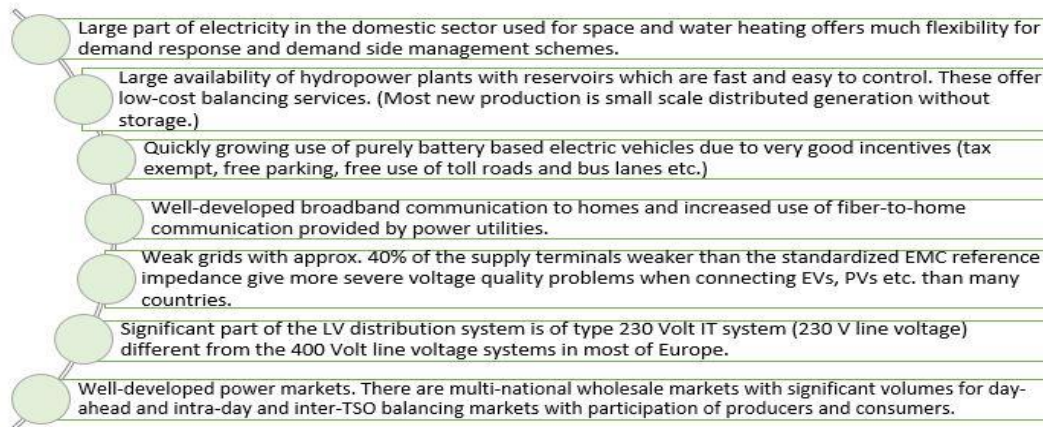 Large part of electricity in the domestic sector used for space and water heating offers much flexibility for
demand response and demand side management schemes.
Large availability of hydropower plants with reservoirs which are fast and easy to control. These offer
low-cost balancing services. (Most new production is small scale distributed generation without
storage.)
Quickly growing use of purely battery based electric vehicles due to very good incentives (tax
exempt, free parking, free use of toll roads and bus lanes etc.)
Well-developed broadband communication to homes and increased use of fiber-to-home
communication provided by power utilities.
Weak grids with approx. 40% of the supply terminals weaker than the standardized EMC reference
impedance give more severe voltage quality problems when connecting EVs, PVs etc. than many
countries.
Significant part of the LV distribution system is of type 230 Volt IT system (230 V line voltage)
different from the 400 Volt line voltage systems in most of Europe.
Well-developed power markets. There are multi-national wholesale markets with significant volumes for day-
ahead and intra-day and inter-TSO balancing markets with participation of producers and consumers.